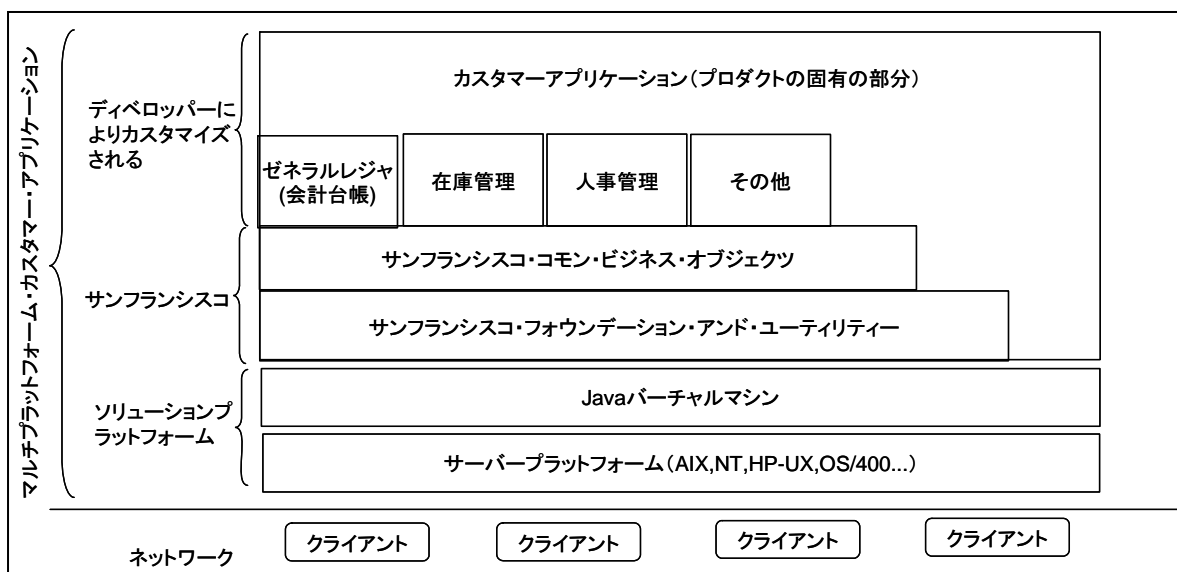 マルチプラットフォーム・カスタマー・アプリケーション
カスタマーアプリケーション(プロダクトの固有の部分)
ディベロッパーに
よりカスタマイズ
される
ゼネラルレジャ
(会計台帳)
在庫管理
人事管理
その他
サンフランシスコ
サンフランシスコ・コモン・ビジネス・オブジェクツ
サンフランシスコ・フォウンデーション・アンド・ユーティリティー
ソリューションプ
ラットフォーム
Javaバーチャルマシン
サーバープラットフォーム(AIX,NT,HP-UX,OS/400...)
ネットワーク
クライアント
クライアント
クライアント
クライアント